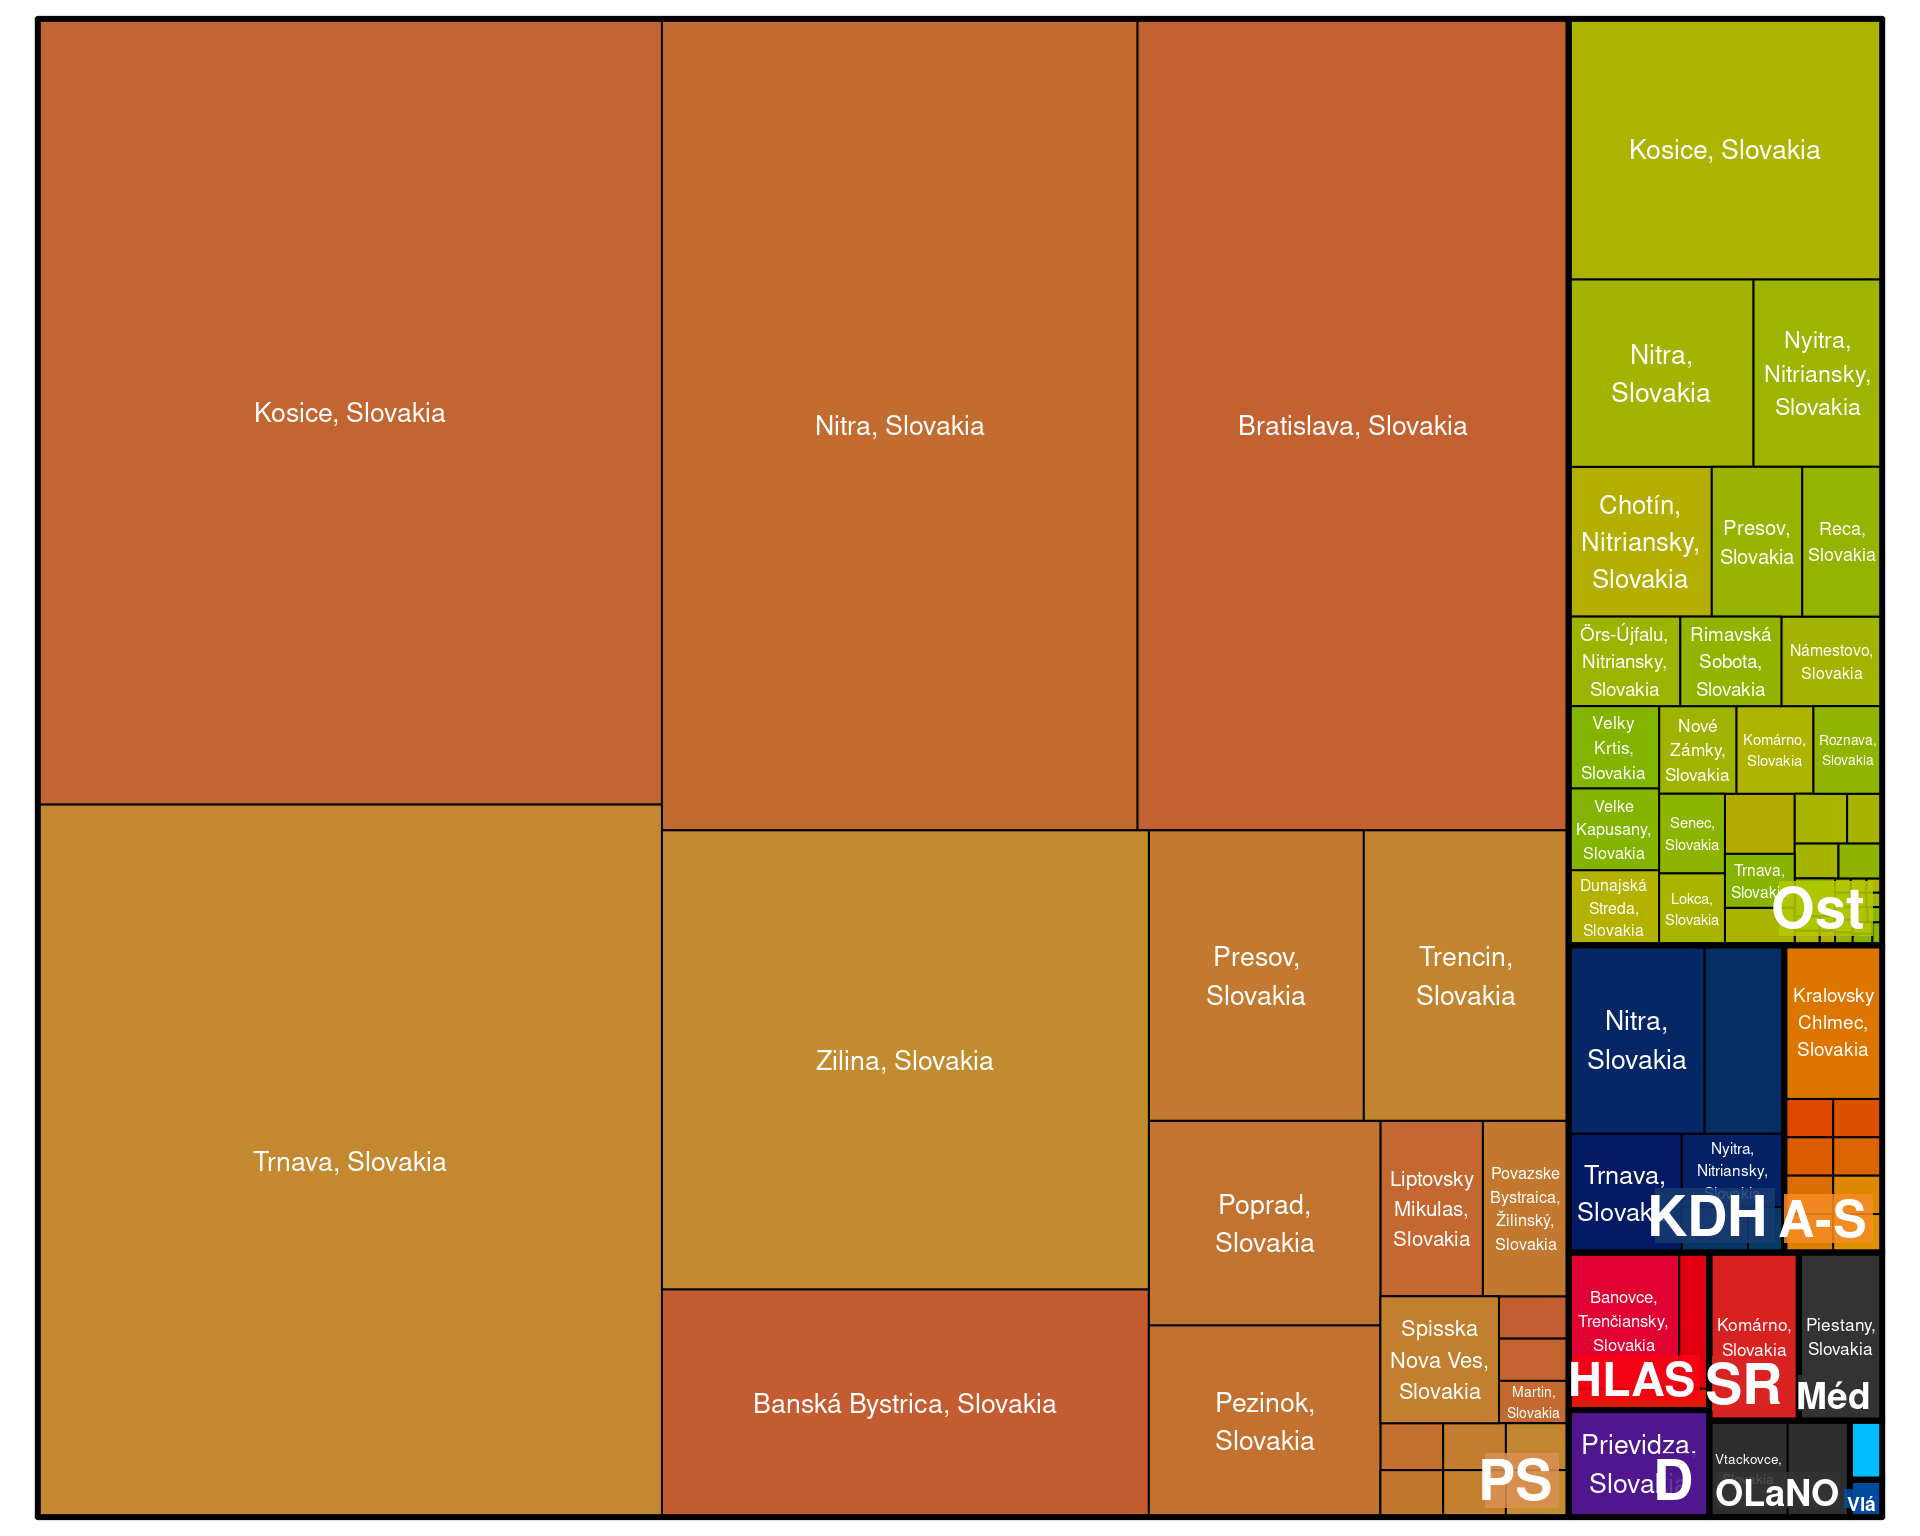 Kosice, Slovakia
Trnava, Slovakia
Nitra, Slovakia
Bratislava, Slovakia
Zilina, Slovakia
Banská Bystrica, Slovakia
Presov,
Slovakia
Trencin,
Slovakia
Poprad,
Slovakia
Pezinok,
Slovakia
Liptovsky
Mikulas,
Slovakia
Povazske
Bystraica,
Žilinský,
Slovakia
Spisska
Nova Ves,
Slovakia
Martin,
Slovakia
PS
Kosice, Slovakia
Nitra,
Slovakia
Nyitra,
Nitriansky,
Slovakia
Chotín,
Nitriansky,
Slovakia
Presov,
Slovakia
Reca,
Slovakia
Örs-Újfalu,
Nitriansky,
Slovakia
Rimavská
Sobota,
Slovakia
Námestovo,
Slovakia
Velky
Krtis,
Slovakia
Nové
Zámky,
Slovakia
Komárno,
Slovakia
Roznava,
Slovakia
Velke
Kapusany,
Slovakia
Senec,
Slovakia
Trnava,
Slovakia
Dunajská
Streda,
Slovakia
Lokca,
Slovakia
Ost
Nitra,
Slovakia
Trnava,
Slovakia
Nyitra,
Nitriansky,
Slovakia
KDH
Kralovsky
Chlmec,
Slovakia
A-S
Banovce,
Trenčiansky,
Slovakia
HLAS
Komárno,
Slovakia
SR
Piestany,
Slovakia
Méd
Prievidza,
Slovakia
D
Vtackovce,
Slovakia
OLaNO
Vlá